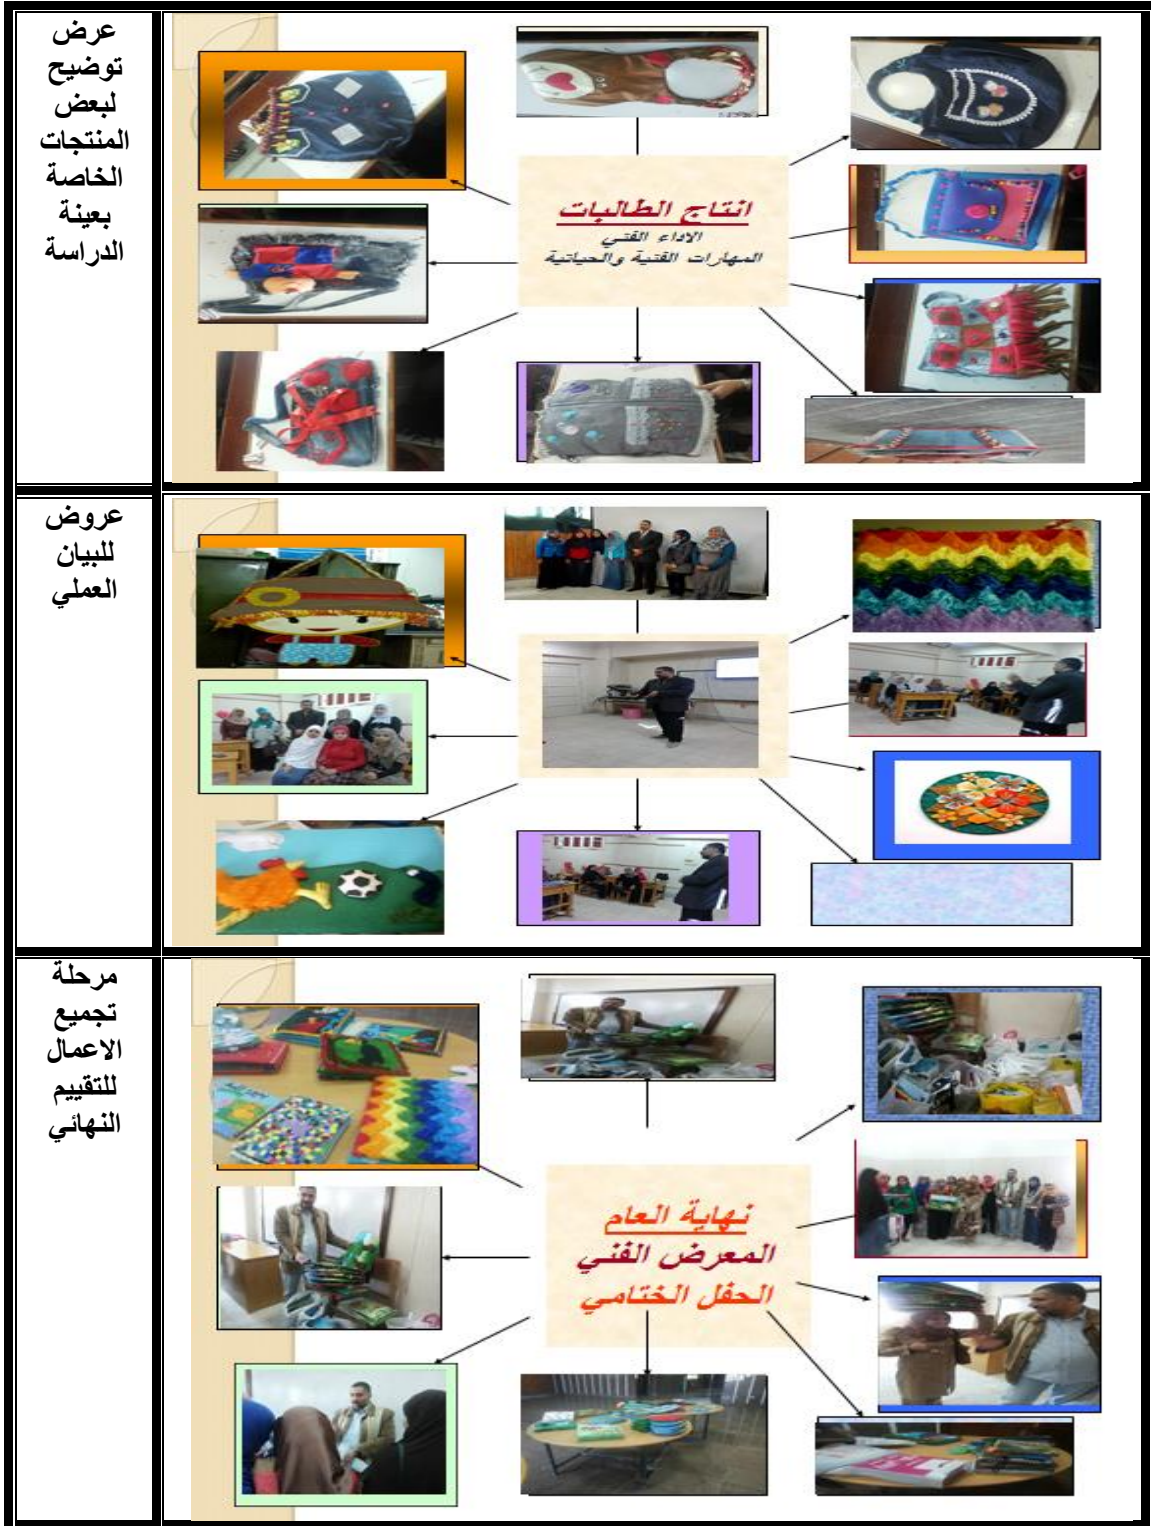 عرض
توضيح
لبعض
المنتجات
الخاصة
بعينة
الدراسة
انتاج الطالبات
الاداء الفني
المهارات الفنية والحياتية
عروض
للبيان
العملي
مرحلة
تجميع
الاعمال
للتقييم
النهائي
نهاية العام
المعرض الفني
الحفل الختامي